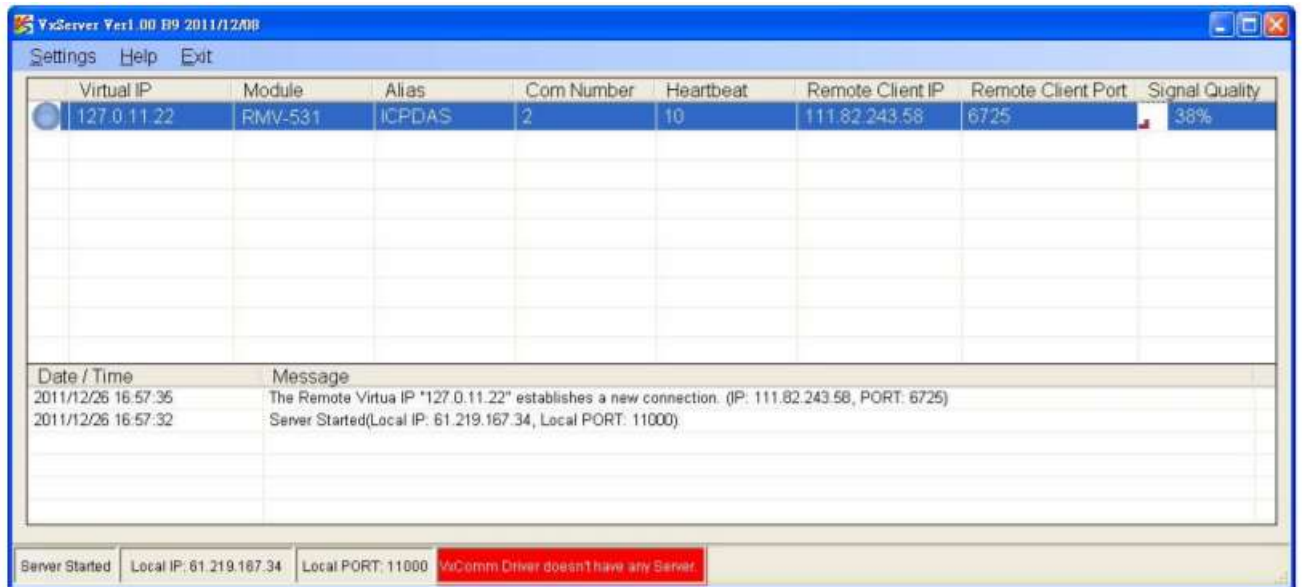 VxServer Ver1.00 B9 2011/12/08
Settings Help Exit
Virtual IP Module Alias Com Number Heartbeat Remote Client IP Remote Client Port Signal Quality
127.0.11.22 RMV-531 ICPDAS 2 10 111.82.243.58 6725 38%
Date / Time Message
2011/12/26 16:57:35 The Remote Virtua IP "127.0.11.22" establishes a new connection. (IP: 111.82.243.58, PORT: 6725)
2011/12/26 16:57:32 Server Started(Local IP: 61.219.167.34, Local PORT: 11000)
Server Started Local IP: 61.219.167.34 Local PORT: 11000 VxComm Driver doesn't have any Server.